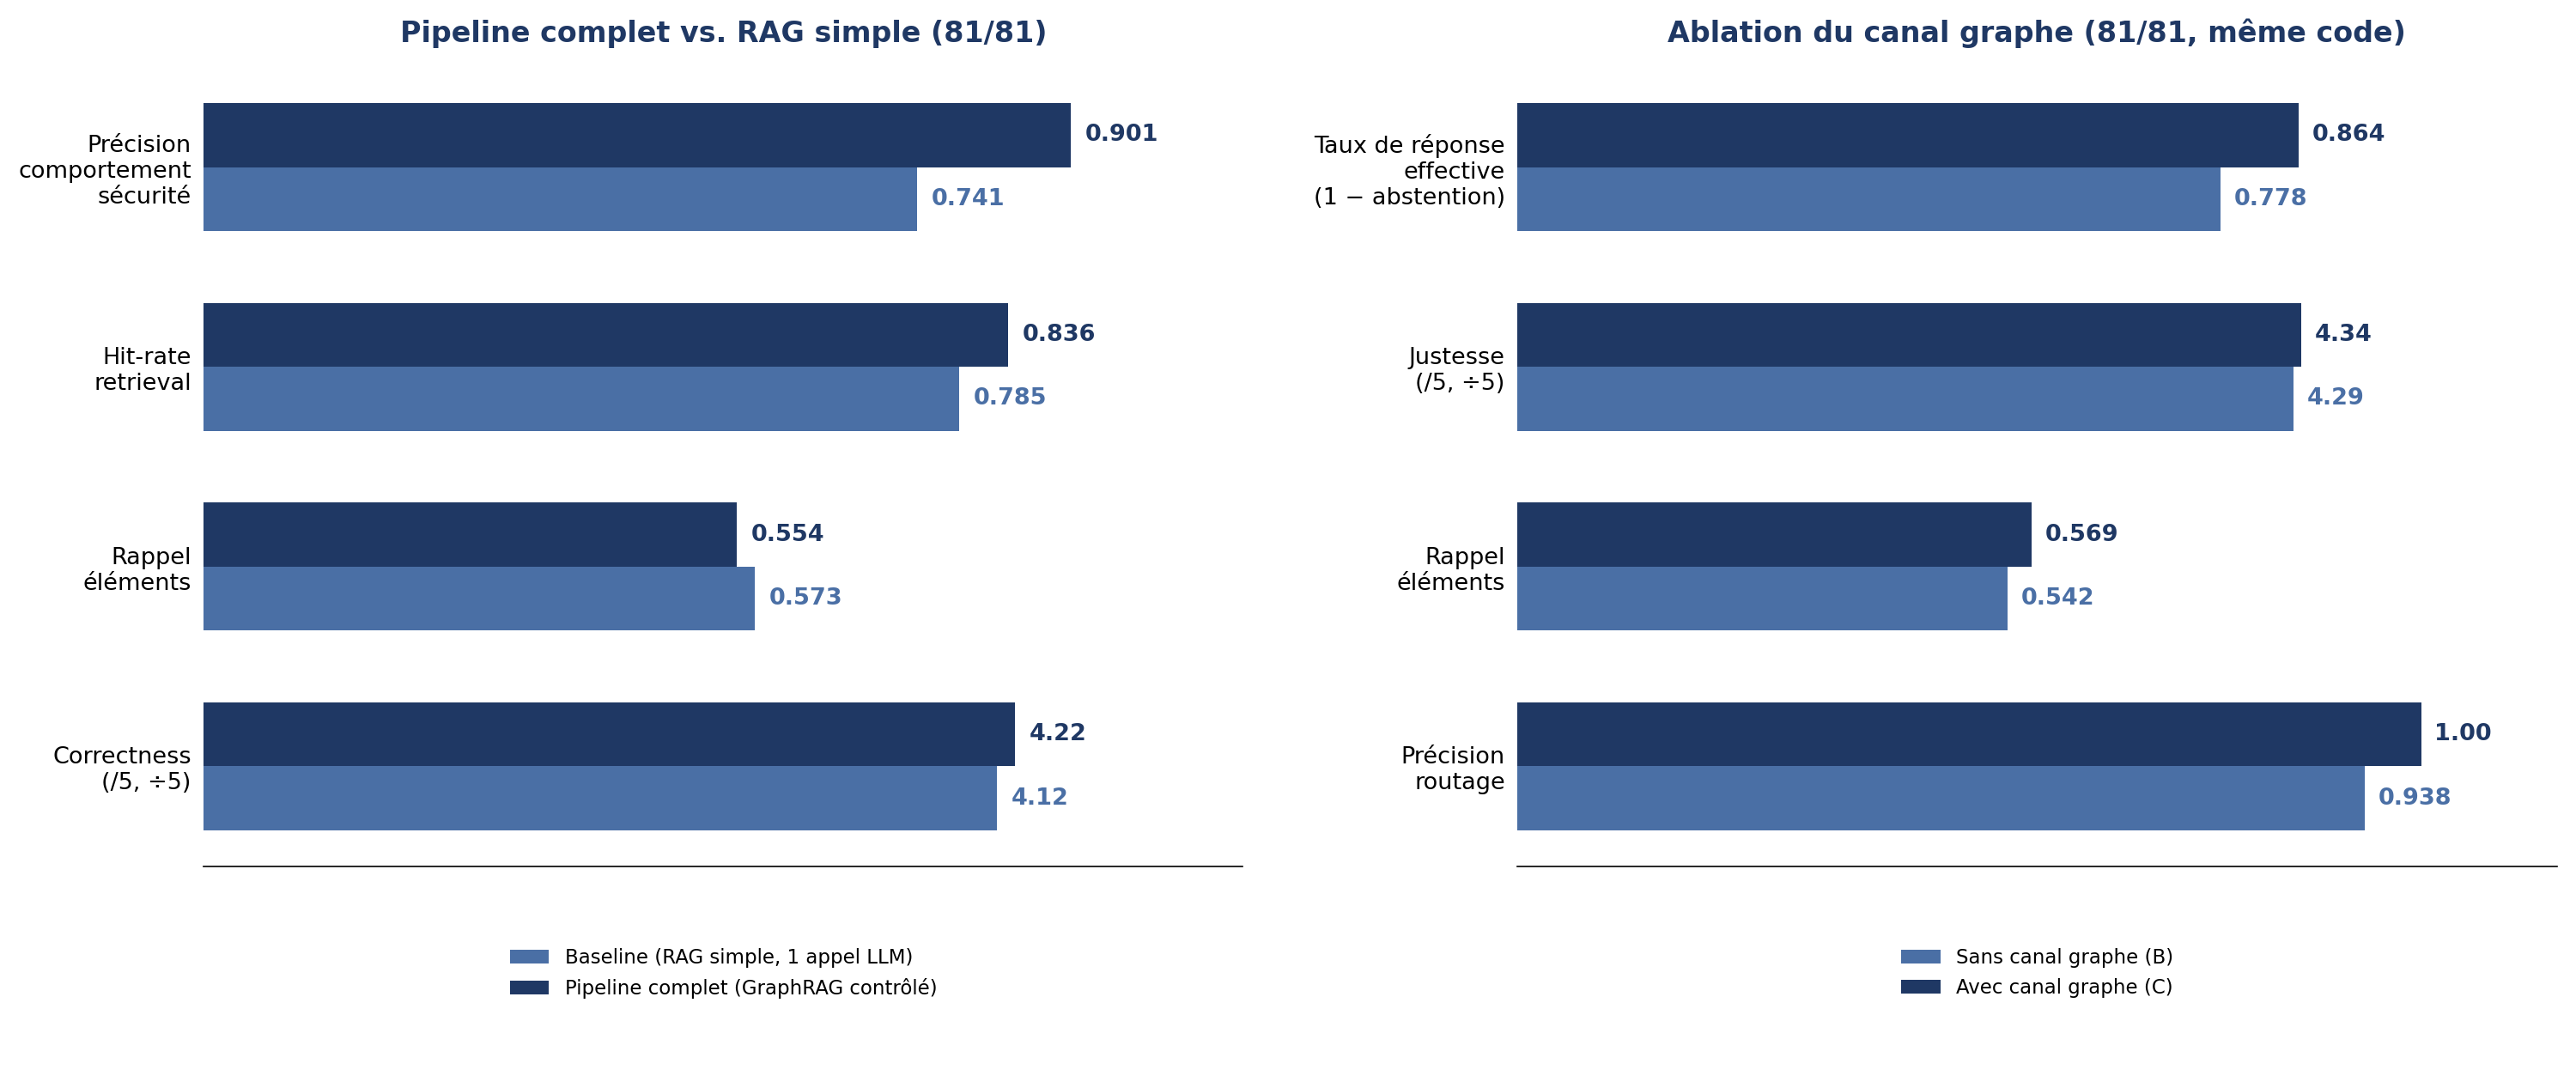 Pipeline complet vs. RAG simple (81/81)
Précision
comportement
sécurité
0.901
0.741
Hit-rate
retrieval
0.836
0.785
Rappel
éléments
0.554
0.573
Correctness
(/5, ÷5)
4.22
4.12
Baseline (RAG simple, 1 appel LLM)
Pipeline complet (GraphRAG contrôlé)
Ablation du canal graphe (81/81, même code)
Taux de réponse
effective
(1 − abstention)
0.864
0.778
Justesse
(/5, ÷5)
4.34
4.29
Rappel
éléments
0.569
0.542
Précision
routage
1.00
0.938
Sans canal graphe (B)
Avec canal graphe (C)